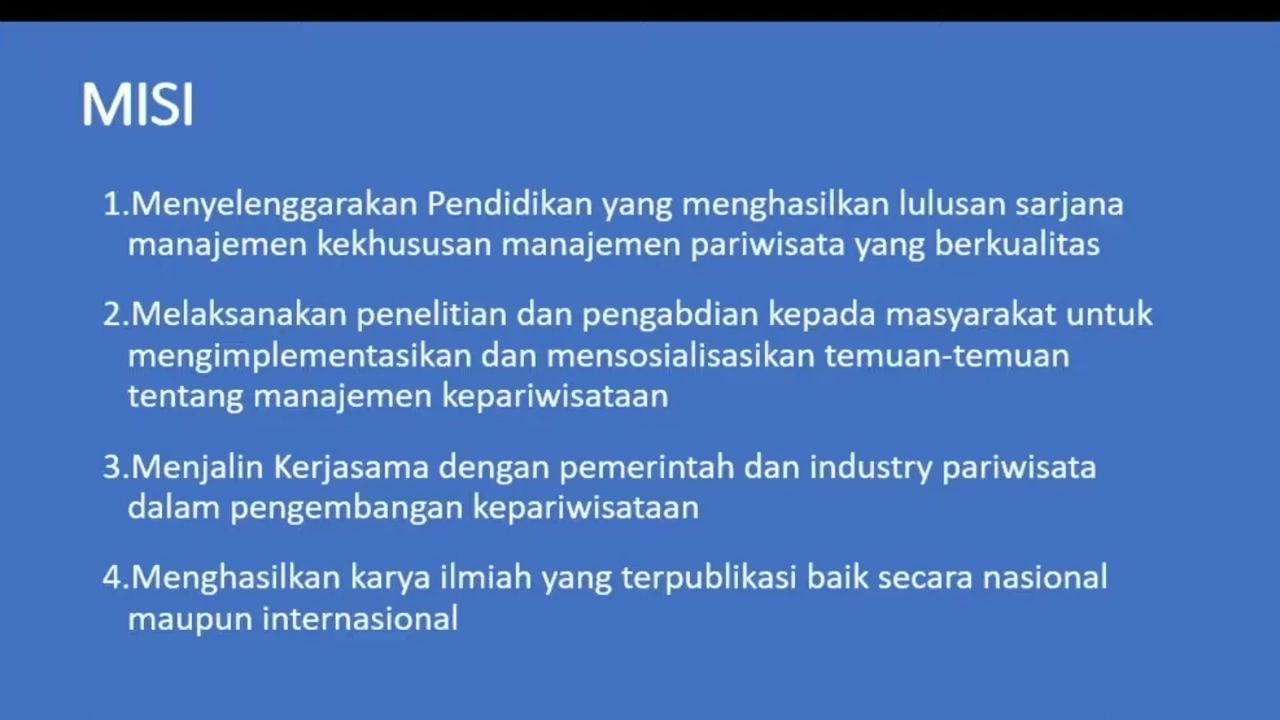 MISI
1.Menyelenggarakan Pendidikan yang menghasilkan lulusan sarjana
manajemen kekhususan manajemen pariwisata yang berkualitas
2.Melaksanakan penelitian dan pengabdian kepada masyarakat untuk
mengimplementasikan dan mensosialisasikan temuan-temuan
tentang manajemen kepariwisataan
3.Menjalin Kerjasama dengan pemerintah dan industry pariwisata
dalam pengembangan kepariwisataan
4.Menghasilkan karya ilmiah yang terpublikasi baik secara nasional
maupun internasional